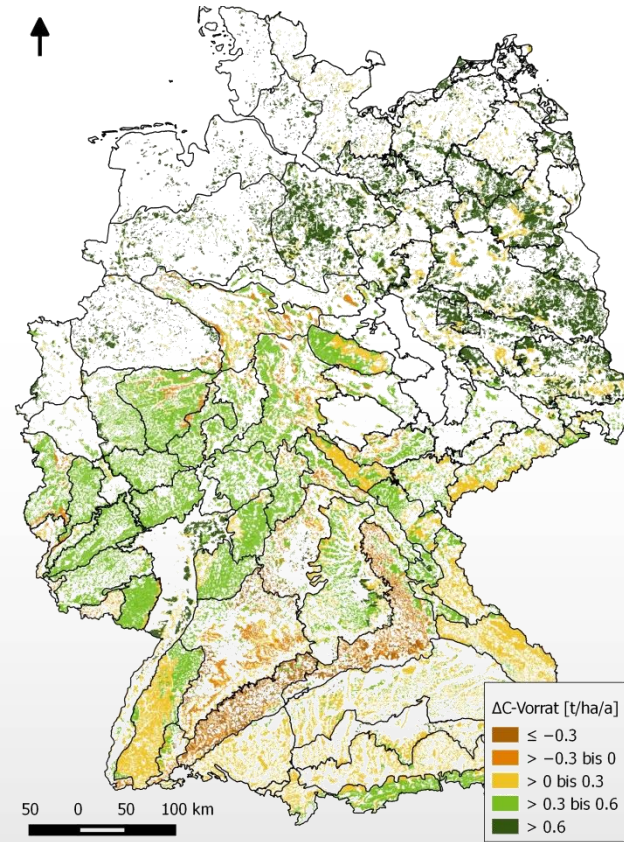 ΔC-Vorrat [t/ha/a]
≤ −0.3
> −0.3 bis 0
> 0 bis 0.3
> 0.3 bis 0.6
> 0.6
50 0 50 100 km